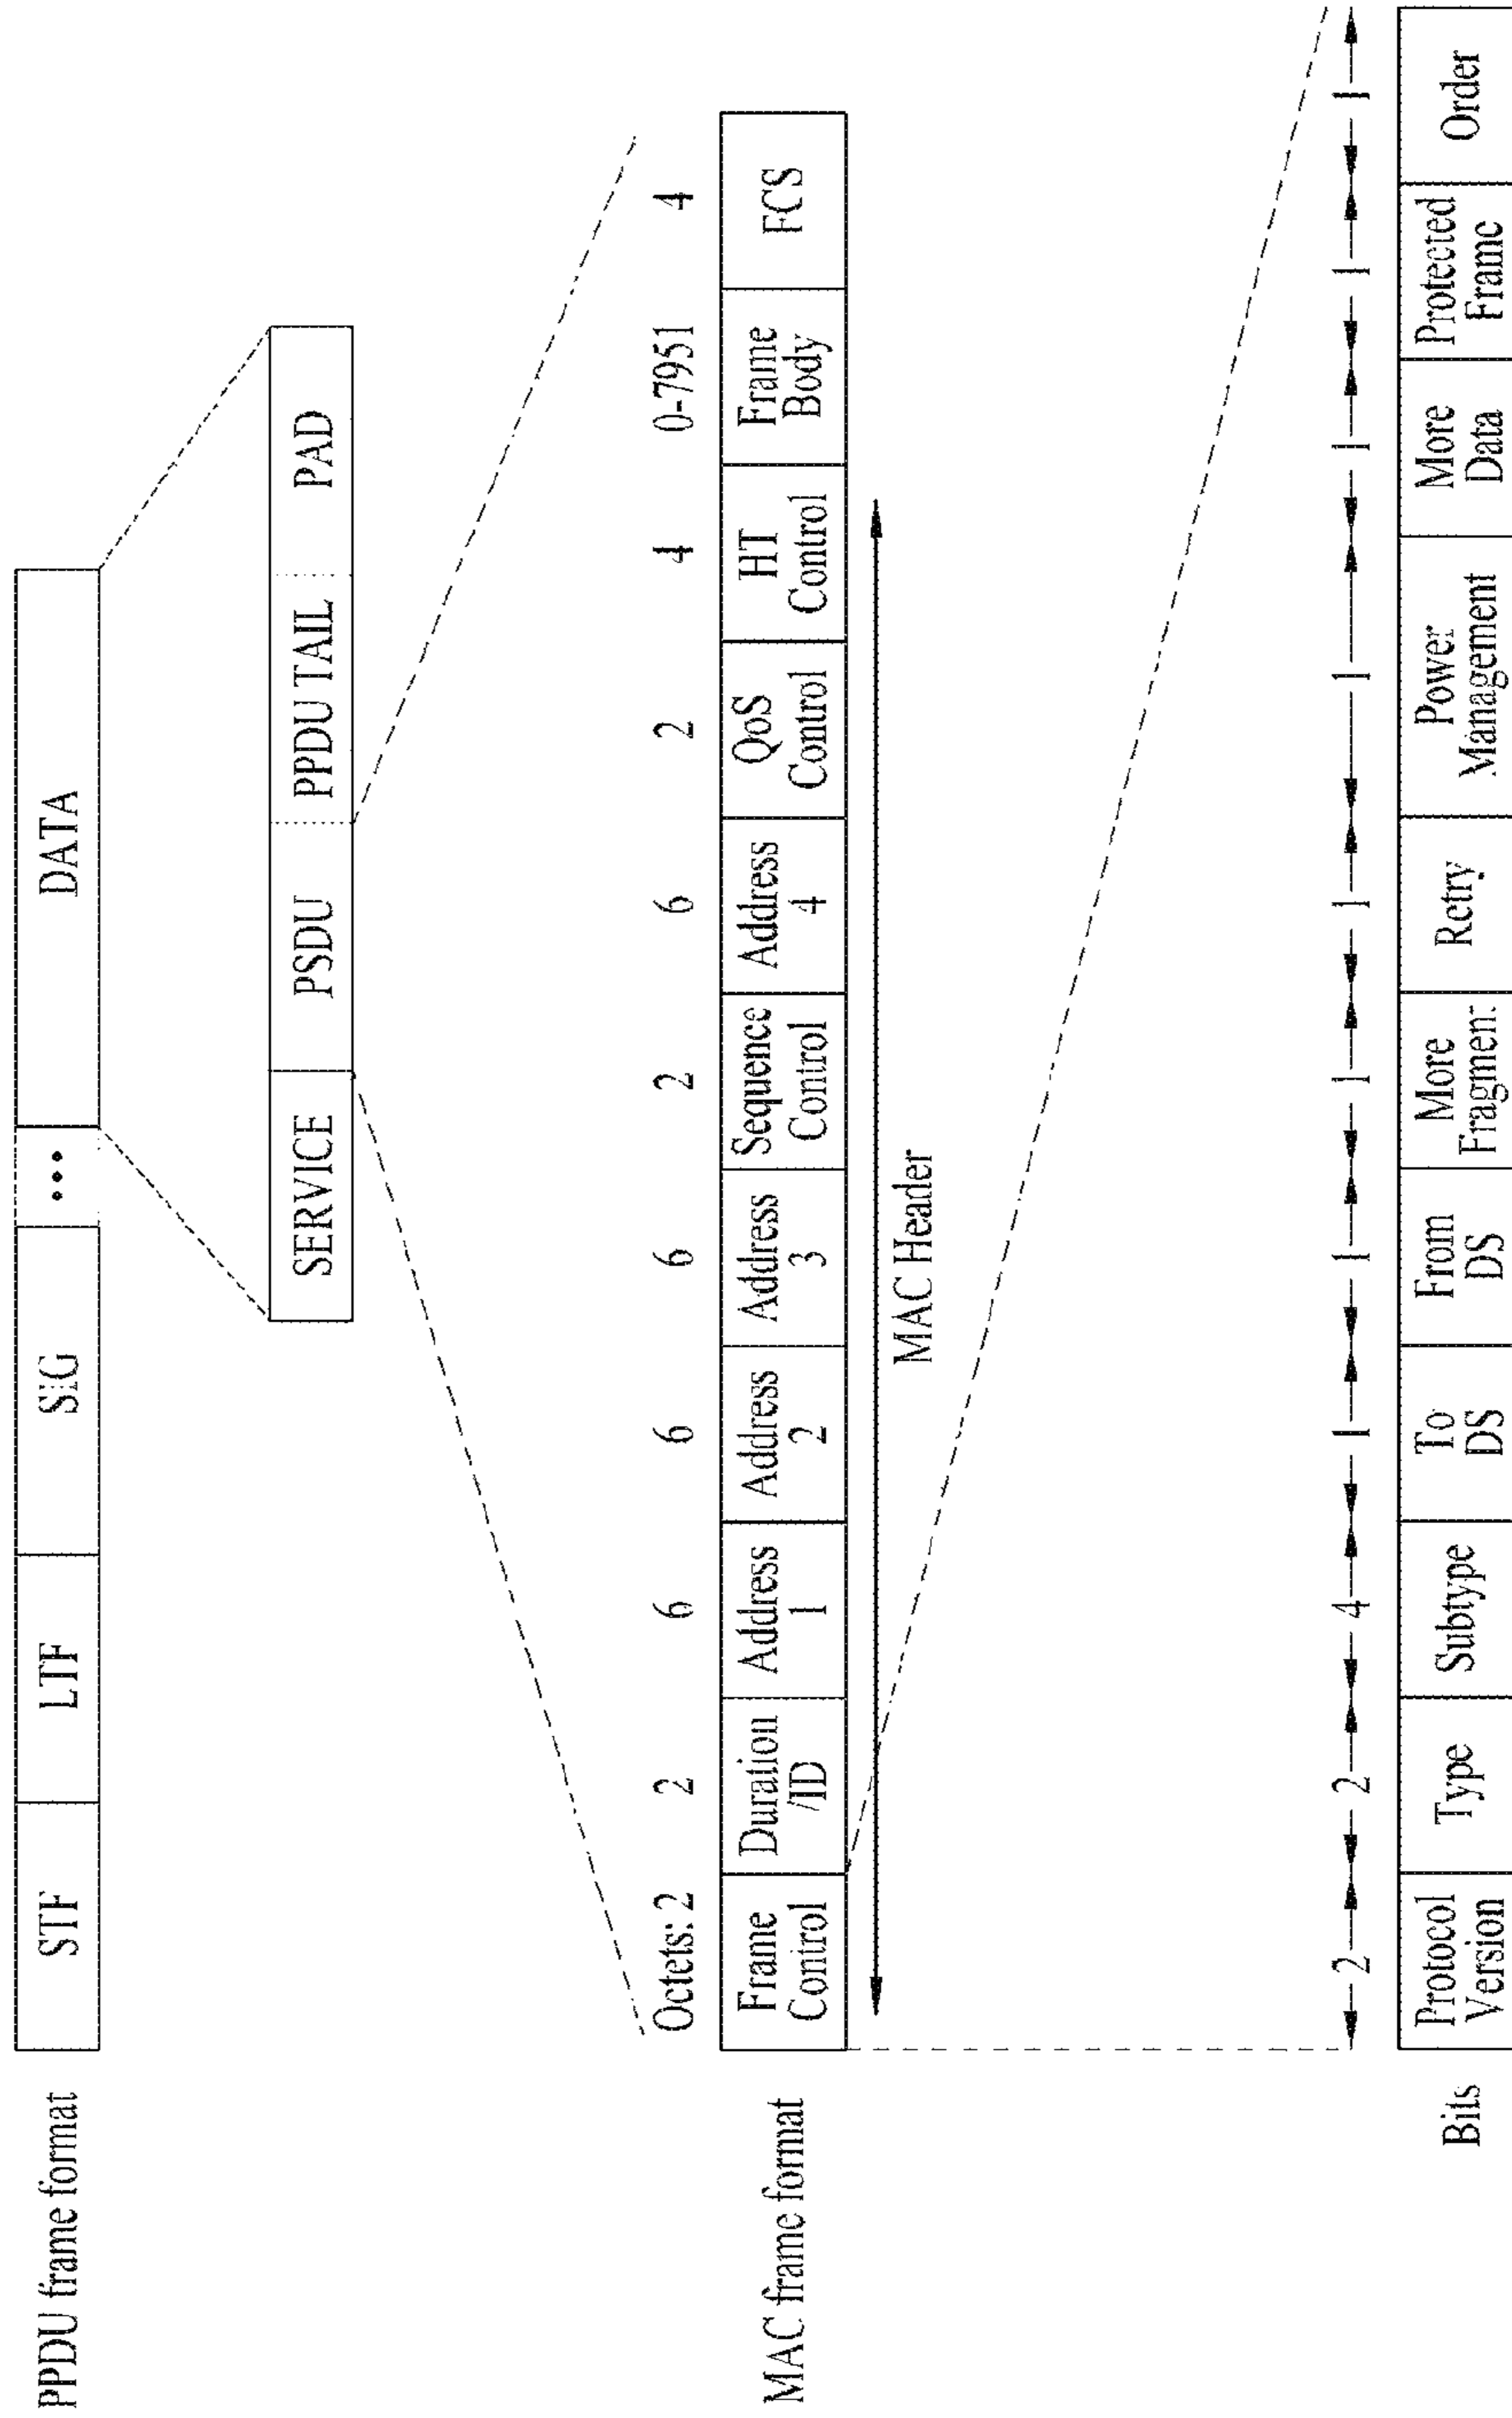 PPDU frame format
STF LTF SIG ••• DATA
SERVICE PSDU PPDU TAIL PAD
Octets: 2 2 6 6 6 2 6 2 4 0-7951 4
MAC frame format
Frame Control
Duration /ID
Address 1
Address 2
Address 3
Sequence Control
Address 4
QoS Control
HT Control
Frame Body
FCS
MAC Header
2 2 4 1 1 1 1 1 1 1 1
Bits
Protocol Version
Type
Subtype
To DS
From DS
More Fragment
Retry
Power Management
More Data
Protected Frame
Order